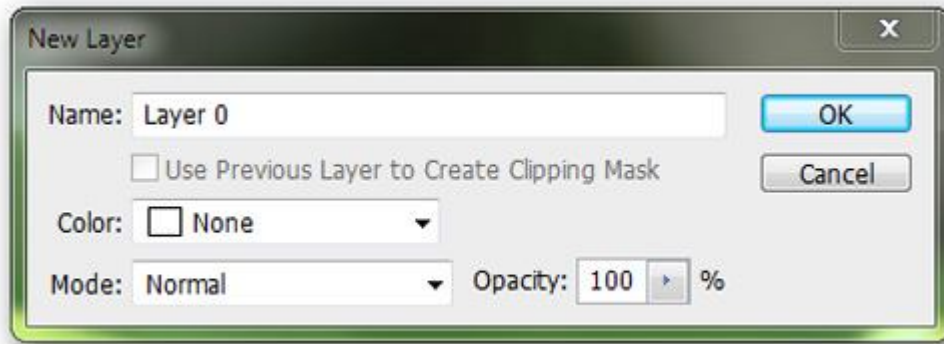 New Layer
Name: Layer 0
OK
Use Previous Layer to Create Clipping Mask
Cancel
Color: None
Mode: Normal Opacity: 100 %